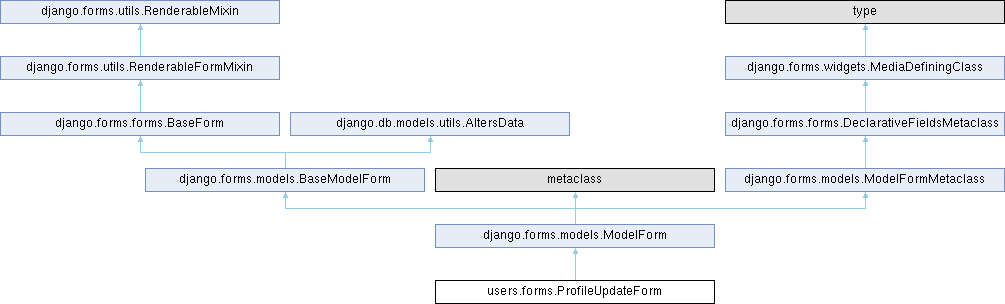 django.forms.utils.RenderableMixin
type
django.forms.utils.RenderableFormMixin
django.forms.widgets.MediaDefiningClass
django.forms.forms.BaseForm
django.db.models.utils.AltersData
django.forms.forms.DeclarativeFieldsMetaclass
django.forms.models.BaseModelForm
metaclass
django.forms.models.ModelFormMetaclass
django.forms.models.ModelForm
users.forms.ProfileUpdateForm